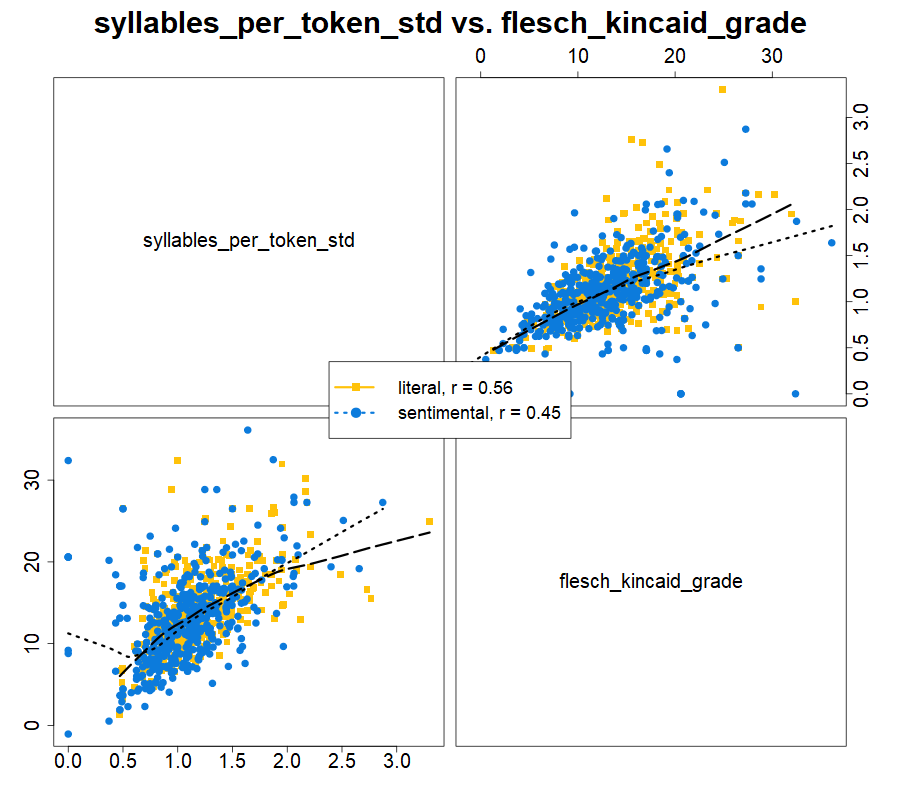 syllables_per_token_std vs. flesch_kincaid_grade
0 10 20 30
syllables_per_token_std
0.0 0.5 1.0 1.5 2.0 2.5 3.0
literal, r = 0.56
sentimental, r = 0.45
0 10 20 30
flesch_kincaid_grade
0.0 0.5 1.0 1.5 2.0 2.5 3.0